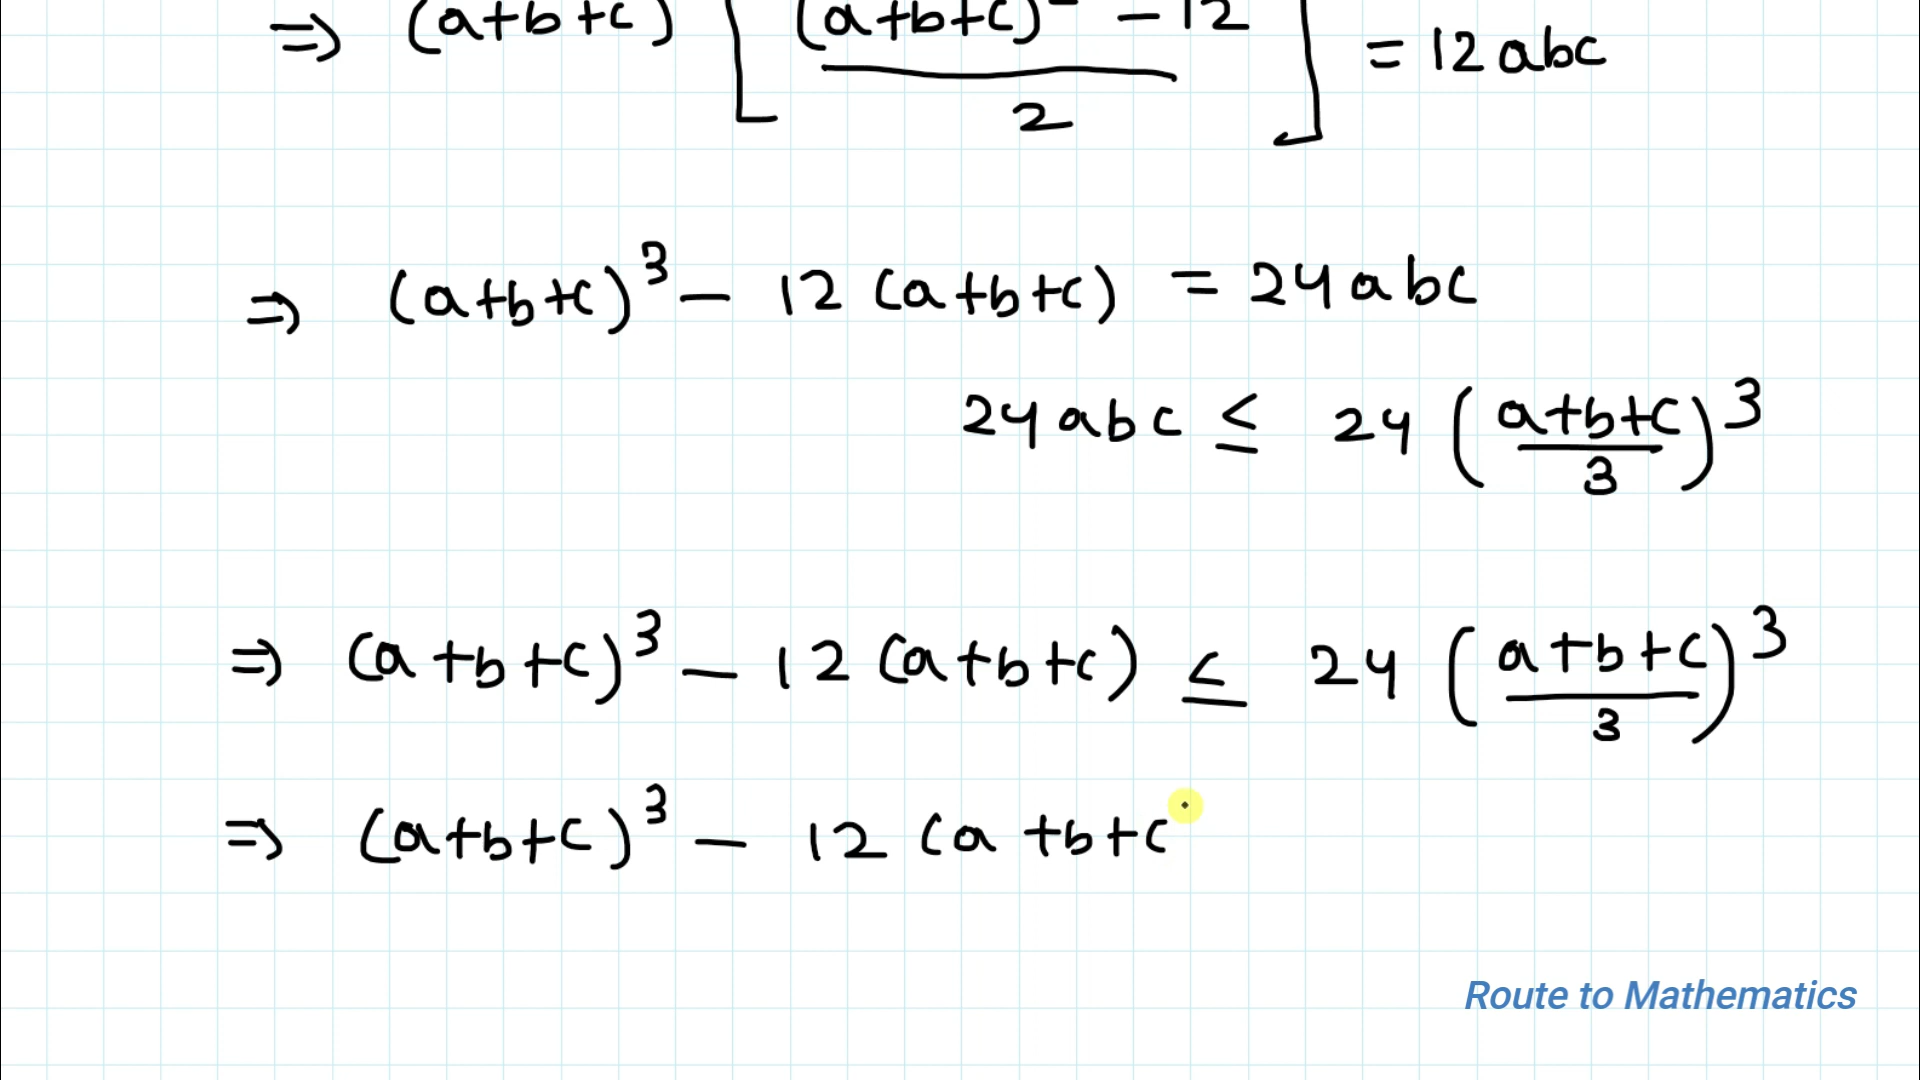 ⇒ (a+b+c) [ (a+b+c)² - 12 / 2 ] = 12abc
⇒ (a+b+c)³ - 12 (a+b+c) = 24abc
24abc ≤ 24 ( a+b+c / 3 )³
⇒ (a+b+c)³ - 12 (a+b+c) ≤ 24 ( a+b+c / 3 )³
⇒ (a+b+c)³ - 12 (a+b+c
Route to Mathematics